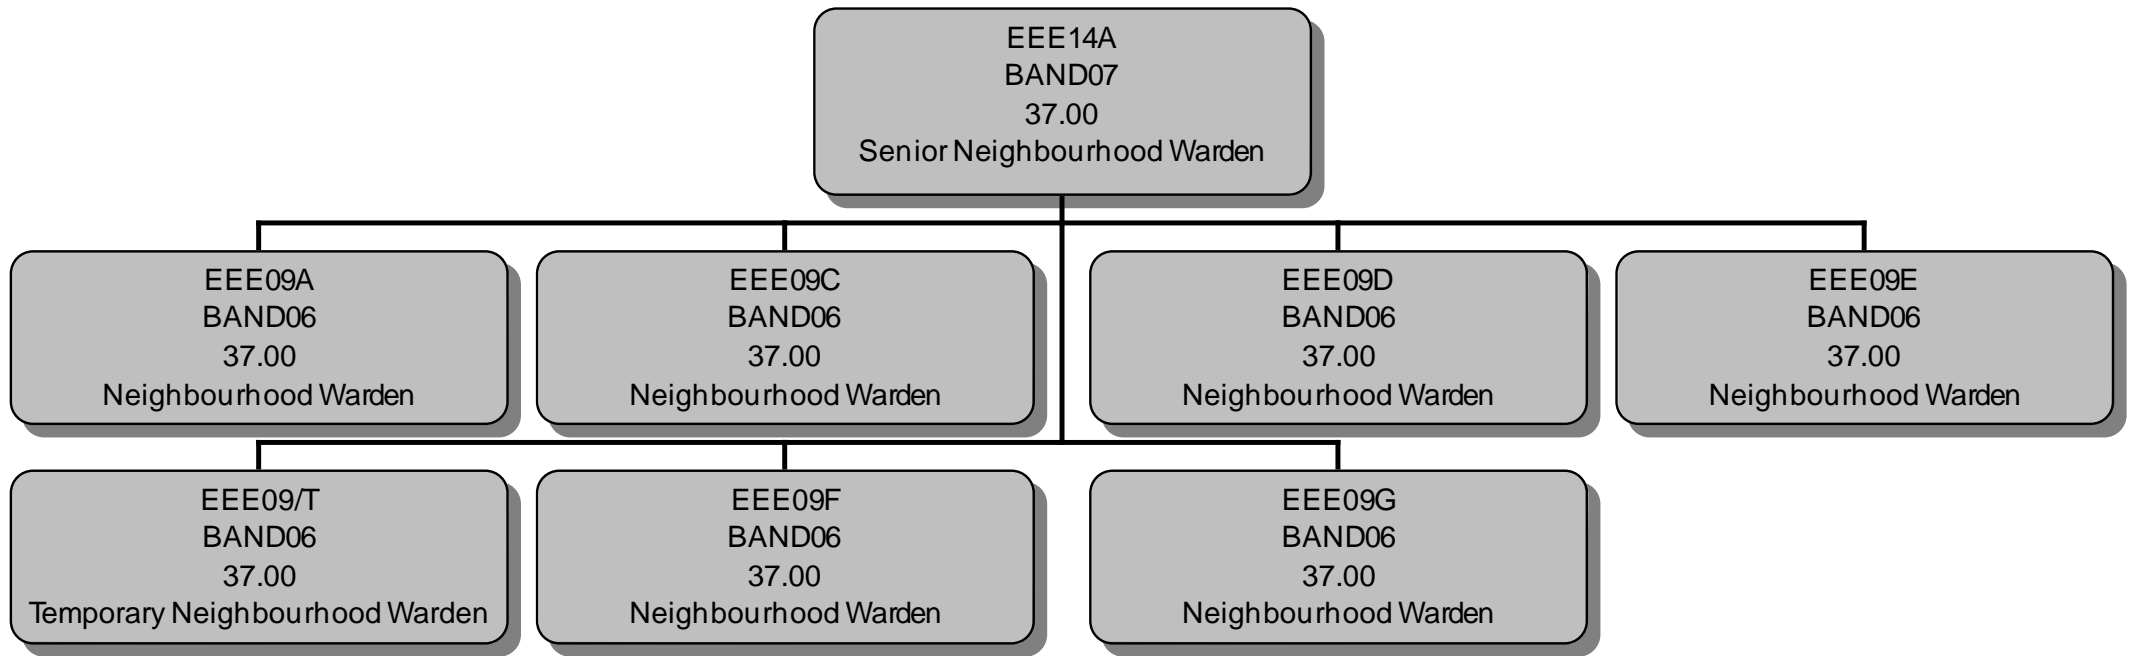 EEE14A
BAND07
37.00
Senior Neighbourhood Warden
EEE09A
BAND06
37.00
Neighbourhood Warden
EEE09C
BAND06
37.00
Neighbourhood Warden
EEE09D
BAND06
37.00
Neighbourhood Warden
EEE09E
BAND06
37.00
Neighbourhood Warden
EEE09/T
BAND06
37.00
Temporary Neighbourhood Warden
EEE09F
BAND06
37.00
Neighbourhood Warden
EEE09G
BAND06
37.00
Neighbourhood Warden